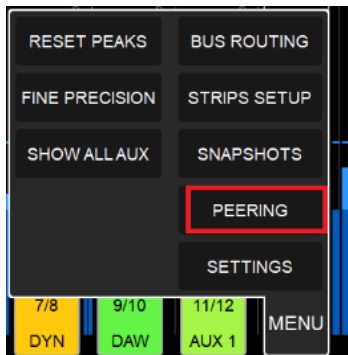 RESET PEAKS
BUS ROUTING
FINE PRECISION
STRIPS SETUP
SHOW ALL AUX
SNAPSHOTS
PEERING
SETTINGS
7/8
9/10
11/12
MENU
DYN
DAW
AUX 1